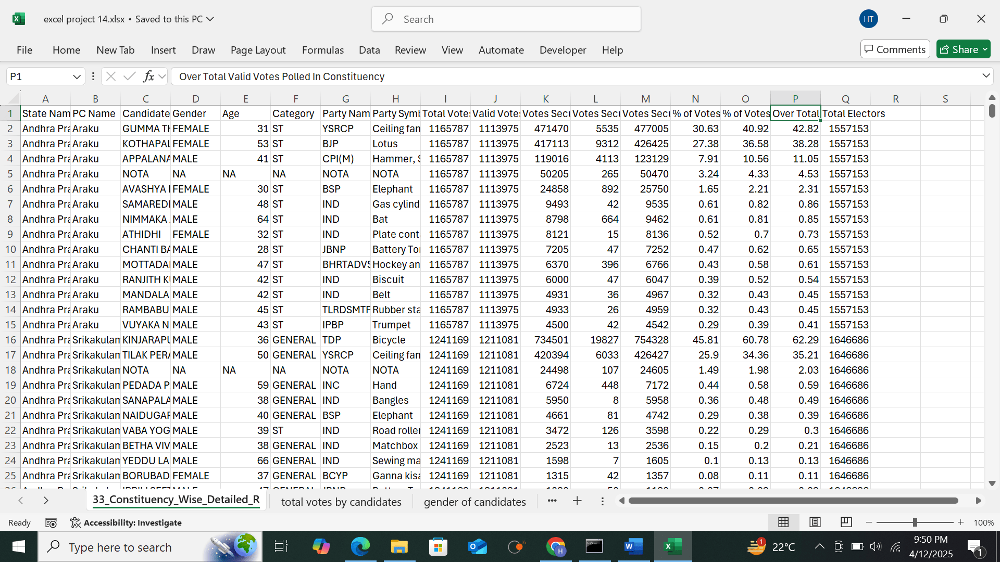 excel project 14.xlsx • Saved to this PC
Search
HT
File Home New Tab Insert Draw Page Layout Formulas Data Review View Automate Developer Help
Comments Share
P1 fx Over Total Valid Votes Polled In Constituency
A B C D E F G H I J K L M N O P Q R S
1 State Nam PC Name Candidate Gender Age Category Party Nam Party Symb Total Votes Valid Votes Votes Secu Votes Secu Votes Secu % of Votes % of Votes Over Total Total Electors
2 Andhra Pra Araku GUMMA TH FEMALE 31 ST YSRCP Ceiling fan 1165787 1113975 471470 5535 477005 30.63 40.92 42.82 1557153
3 Andhra Pra Araku KOTHAPAL FEMALE 53 ST BJP Lotus 1165787 1113975 417113 9312 426425 27.38 36.58 38.28 1557153
4 Andhra Pra Araku APPALANA MALE 41 ST CPI(M) Hammer, S 1165787 1113975 119016 4113 123129 7.91 10.56 11.05 1557153
5 Andhra Pra Araku NOTA NA NA NA NOTA NOTA 1165787 1113975 50205 265 50470 3.24 4.33 4.53 1557153
6 Andhra Pra Araku AVASHYA FEMALE 30 ST BSP Elephant 1165787 1113975 24858 892 25750 1.65 2.21 2.31 1557153
7 Andhra Pra Araku SAMAREDI MALE 48 ST IND Gas cylind 1165787 1113975 9493 42 9535 0.61 0.82 0.86 1557153
8 Andhra Pra Araku NIMMAKA MALE 64 ST IND Bat 1165787 1113975 8798 664 9462 0.61 0.81 0.85 1557153
9 Andhra Pra Araku ATHIDHI FEMALE 32 ST IND Plate cont 1165787 1113975 8121 15 8136 0.52 0.7 0.73 1557153
10 Andhra Pra Araku CHANTI BA MALE 28 ST JBNP Battery Tor 1165787 1113975 7205 47 7252 0.47 0.62 0.65 1557153
11 Andhra Pra Araku MOTTADAI MALE 47 ST BHRTADVS Hockey an 1165787 1113975 6370 396 6766 0.43 0.58 0.61 1557153
12 Andhra Pra Araku RANJITH KU MALE 42 ST IND Biscuit 1165787 1113975 6000 47 6047 0.39 0.52 0.54 1557153
13 Andhra Pra Araku MANDALA MALE 42 ST IND Belt 1165787 1113975 4931 36 4967 0.32 0.43 0.45 1557153
14 Andhra Pra Araku RAMBABU MALE 45 ST TLRDSMTP Rubber sta 1165787 1113975 4933 26 4959 0.32 0.43 0.45 1557153
15 Andhra Pra Araku VUYAKA N MALE 43 ST IPBP Trumpet 1165787 1113975 4500 42 4542 0.29 0.39 0.41 1557153
16 Andhra Pra Srikakulam KINJARAPU MALE 36 GENERAL TDP Bicycle 1241169 1211081 734501 19827 754328 45.81 60.78 62.29 1646686
17 Andhra Pra Srikakulam TILAK PERA MALE 50 GENERAL YSRCP Ceiling fan 1241169 1211081 420394 6033 426427 25.9 34.36 35.21 1646686
18 Andhra Pra Srikakulam NOTA NA NA NA NOTA NOTA 1241169 1211081 24498 107 24605 1.49 1.98 2.03 1646686
19 Andhra Pra Srikakulam PEDADA P MALE 59 GENERAL INC Hand 1241169 1211081 6724 448 7172 0.44 0.58 0.59 1646686
20 Andhra Pra Srikakulam SANAPALA MALE 38 GENERAL IND Bangles 1241169 1211081 5950 8 5958 0.36 0.48 0.49 1646686
21 Andhra Pra Srikakulam NAIDUGAR MALE 40 GENERAL BSP Elephant 1241169 1211081 4661 81 4742 0.29 0.38 0.39 1646686
22 Andhra Pra Srikakulam VABA YOG MALE 39 ST IND Road roller 1241169 1211081 3472 126 3598 0.22 0.29 0.3 1646686
23 Andhra Pra Srikakulam BETHA VIV MALE 38 GENERAL IND Matchbox 1241169 1211081 2523 13 2536 0.15 0.2 0.21 1646686
24 Andhra Pra Srikakulam YEDDU LA MALE 66 GENERAL IND Sewing ma 1241169 1211081 1598 7 1605 0.1 0.13 0.13 1646686
25 Andhra Pra Srikakulam BORUBAD FEMALE 37 GENERAL BCYP Ganna kisa 1241169 1211081 1315 42 1357 0.08 0.11 0.11 1646686
33_Constituency_Wise_Detailed_R total votes by candidates gender of candidates
Ready Accessibility: Investigate 100%
Type here to search 1 22°C 9:50 PM
4/12/2025 1